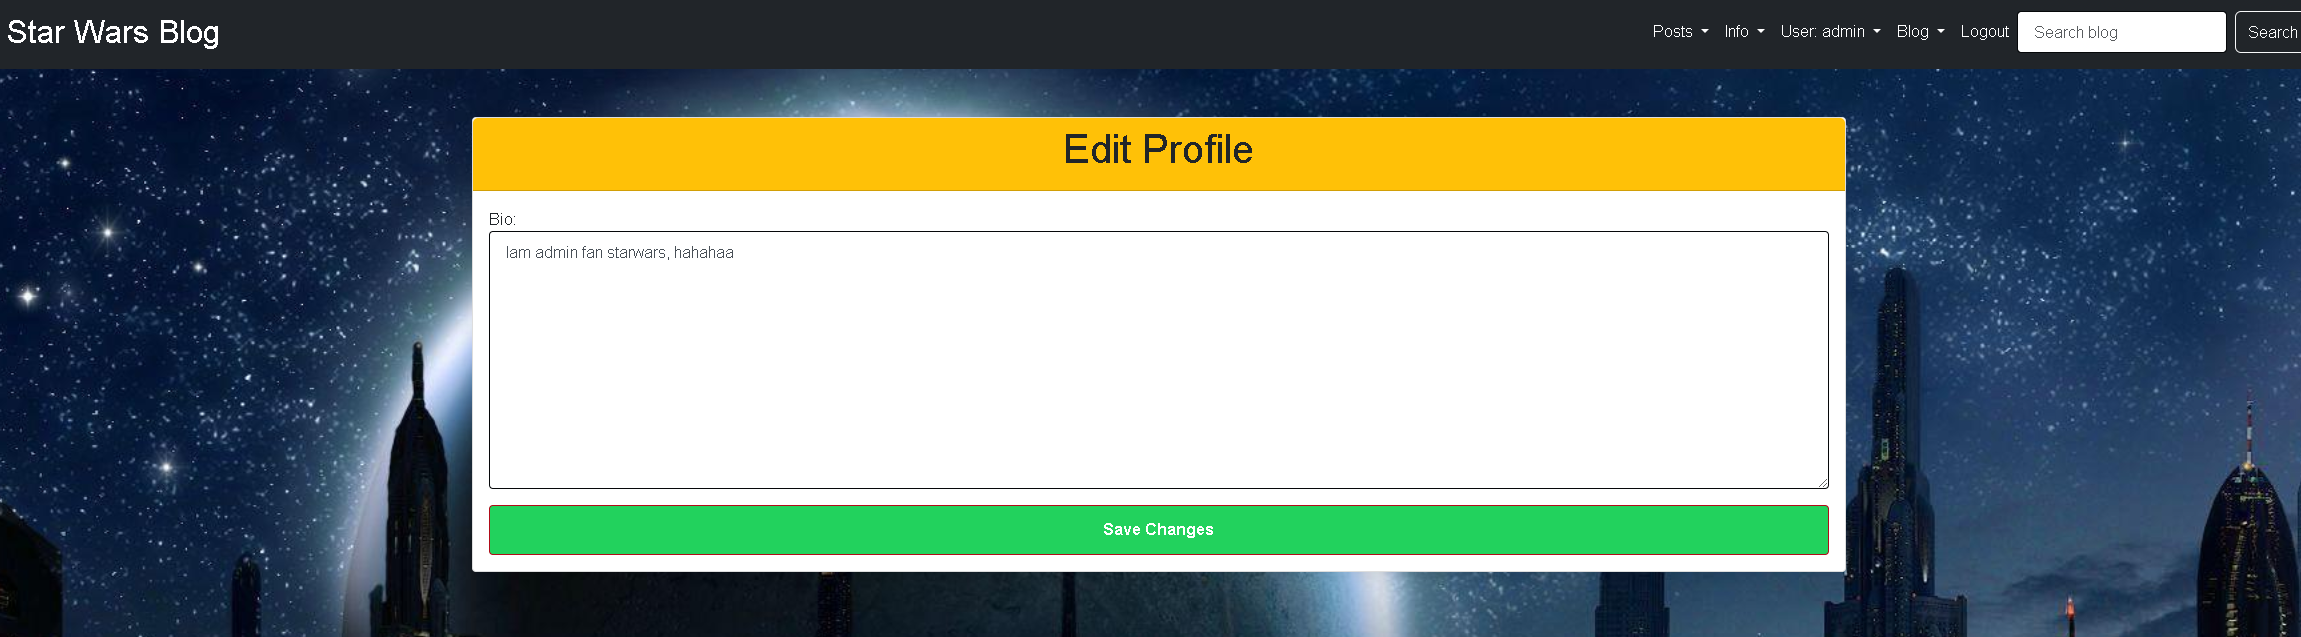 Star Wars Blog
Posts Info User: admin Blog Logout Search blog Search
Edit Profile
Bio:
Iam admin fan starwars, hahahaa
Save Changes